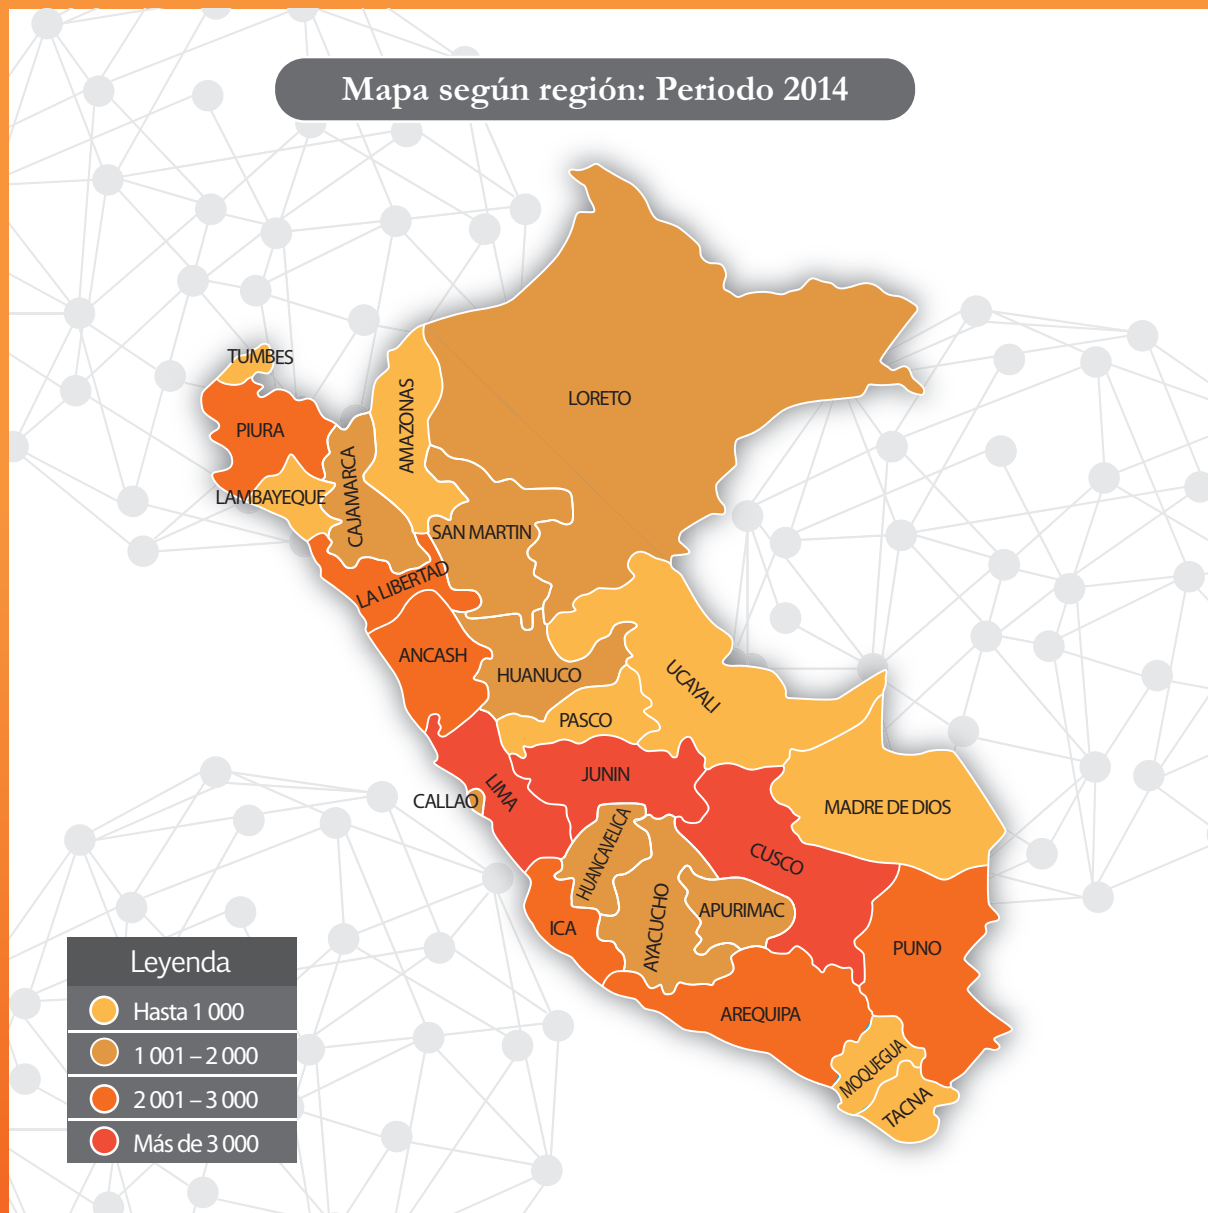 Mapa según región: Periodo 2014
TUMBES
PIURA
LAMBAYEQUE
CAJAMARCA
AMAZONAS
LORETO
SAN MARTIN
LA LIBERTAD
ANCASH
HUANUCO
UCAYALI
PASCO
JUNIN
LIMA
CALLAO
MADRE DE DIOS
HUANCAVELICA
CUSCO
ICA
AYACUCHO
APURIMAC
PUNO
AREQUIPA
MOQUEGUA
TACNA
Leyenda
Hasta 1 000
1 001 – 2 000
2 001 – 3 000
Más de 3 000